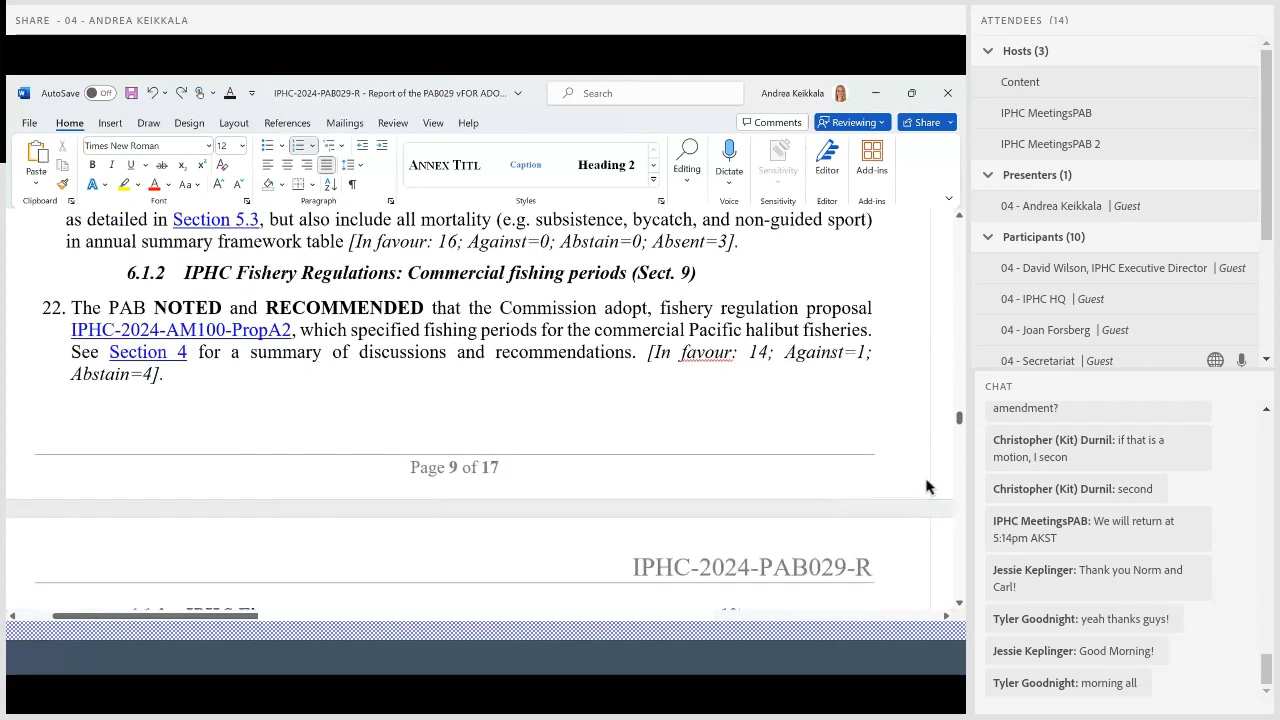 SHARE - 04 - ANDREA KEIKKALA
AutoSave Off
IPHC-2024-PAB029-R - Report of the PAB029 vFOR ADO...
Search
Andrea Keikkala
File Home Insert Draw Design Layout References Mailings Review View Help
Comments Reviewing Share
Paste
Times New Roman 12
ANNEX TITL Caption Heading 2
Editing Dictate Sensitivity Editor Add-ins
Clipboard Font Paragraph Styles Voice Sensitivity Editor Add-ins
as detailed in Section 5.3, but also include all mortality (e.g. subsistence, bycatch, and non-guided sport)
in annual summary framework table [In favour: 16; Against=0; Abstain=0; Absent=3].
6.1.2 IPHC Fishery Regulations: Commercial fishing periods (Sect. 9)
22. The PAB NOTED and RECOMMENDED that the Commission adopt, fishery regulation proposal
IPHC-2024-AM100-PropA2, which specified fishing periods for the commercial Pacific halibut fisheries.
See Section 4 for a summary of discussions and recommendations. [In favour: 14; Against=1;
Abstain=4].
Page 9 of 17
IPHC-2024-PAB029-R
ATTENDEES (14)
Hosts (3)
Content
IPHC MeetingsPAB
IPHC MeetingsPAB 2
Presenters (1)
04 - Andrea Keikkala | Guest
Participants (10)
04 - David Wilson, IPHC Executive Director | Guest
04 - IPHC HQ | Guest
04 - Joan Forsberg | Guest
04 - Secretariat | Guest
CHAT
amendment?
Christopher (Kit) Durnil: if that is a
motion, I secon
Christopher (Kit) Durnil: second
IPHC MeetingsPAB: We will return at
5:14pm AKST
Jessie Keplinger: Thank you Norm and
Carl!
Tyler Goodnight: yeah thanks guys!
Jessie Keplinger: Good Morning!
Tyler Goodnight: morning all